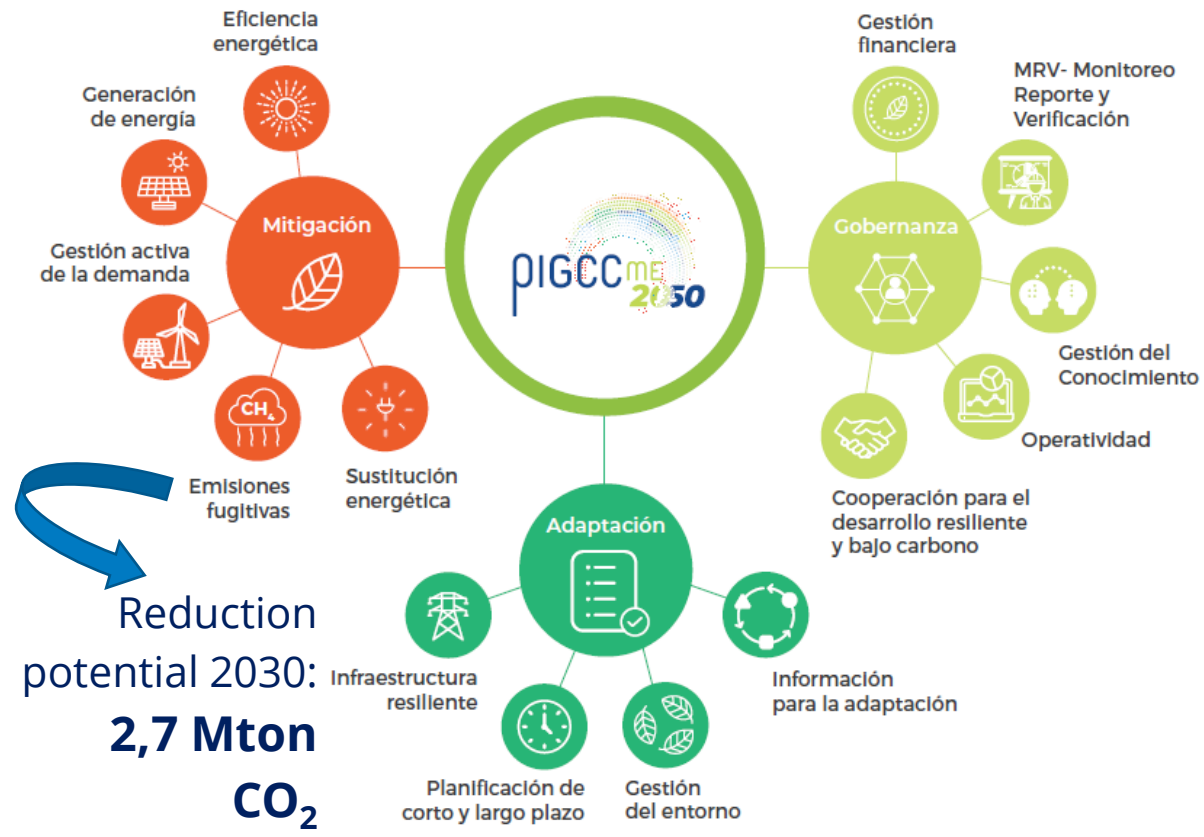 Eficiencia
energética
Generación
de energía
Gestión activa
de la demanda
Mitigación
CH₄
Emisiones
fugitivas
Sustitución
energética
Reduction
potential 2030:
2,7 Mton
CO₂
PIGCCME
2050
Gestión
financiera
MRV- Monitoreo
Reporte y
Verificación
Gobernanza
Gestión del
Conocimiento
Operatividad
Cooperación para el
desarrollo resiliente
y bajo carbono
Adaptación
Infraestructura
resiliente
Planificación de
corto y largo plazo
Gestión
del entorno
Información
para la adaptación